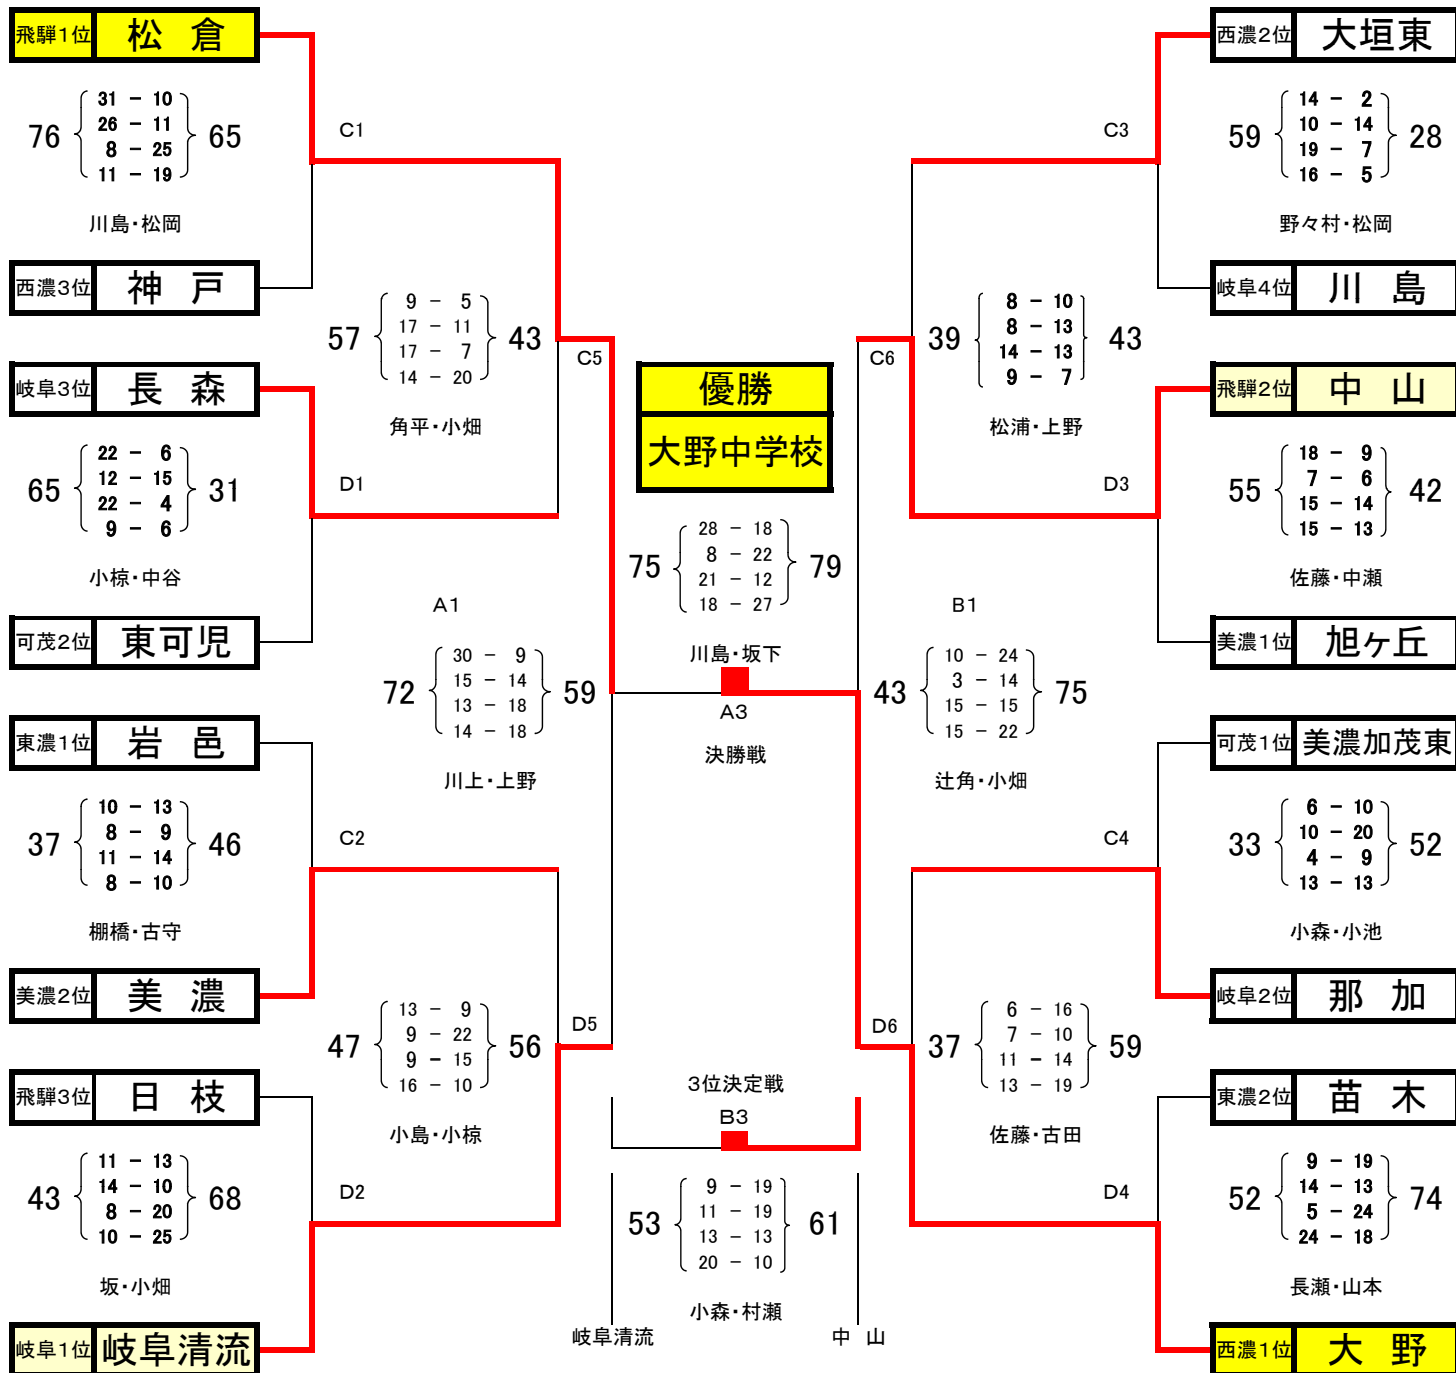 飛騨1位 松 倉
76 31 - 10 65
26 - 11
8 - 25
11 - 19
川島・松岡
C1
西濃3位 神 戸
57 9 - 5 43
17 - 11
17 - 7
14 - 20
角平・小畑
C5
岐阜3位 長 森
65 22 - 6 31
12 - 15
22 - 4
9 - 6
小椋・中谷
D1
可茂2位 東可児
A1
72 30 - 9 59
15 - 14
13 - 18
14 - 18
川上・上野
東濃1位 岩 邑
37 10 - 13 46
8 - 9
11 - 14
8 - 10
棚橋・古守
C2
美濃2位 美 濃
47 13 - 9 56
9 - 22
9 - 15
16 - 10
小島・小椋
D5
飛騨3位 日 枝
43 11 - 13 68
14 - 10
8 - 20
10 - 25
坂・小畑
D2
岐阜1位 岐阜清流
優勝
大野中学校
75 28 - 18 79
8 - 22
21 - 12
18 - 27
川島・坂下
A3
決勝戦
3位決定戦
B3
53 9 - 19 61
11 - 19
13 - 13
20 - 10
小森・村瀬
岐阜清流
中 山
西濃2位 大垣東
C3
59 14 - 2 28
10 - 14
19 - 7
16 - 5
野々村・松岡
岐阜4位 川 島
C6
39 8 - 10 43
8 - 13
14 - 13
9 - 7
松浦・上野
飛騨2位 中 山
D3
55 18 - 9 42
7 - 6
15 - 14
15 - 13
佐藤・中瀬
美濃1位 旭ヶ丘
B1
43 10 - 24 75
3 - 14
15 - 15
15 - 22
辻角・小畑
可茂1位 美濃加茂東
C4
33 6 - 10 52
10 - 20
4 - 9
13 - 13
小森・小池
岐阜2位 那 加
D6
37 6 - 16 59
7 - 10
11 - 14
13 - 19
佐藤・古田
東濃2位 苗 木
D4
52 9 - 19 74
14 - 13
5 - 24
24 - 18
長瀬・山本
西濃1位 大 野